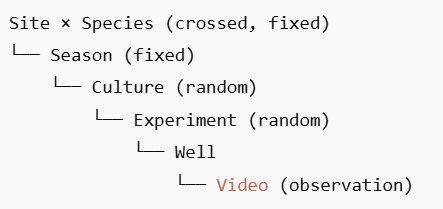 Site × Species (crossed, fixed)
└── Season (fixed)
└── Culture (random)
└── Experiment (random)
└── Well
└── Video (observation)